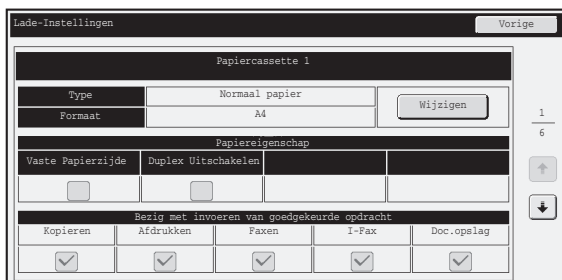 Lade-Instellingen Vorige
Papiercassette 1
Type Normaal papier
Wijzigen
Formaat A4
1
6
Papiereigenschap
Vaste Papierzijde Duplex Uitschakelen
Bezig met invoeren van goedgekeurde opdracht
Kopieren Afdrukken Faxen I-Fax Doc.opslag